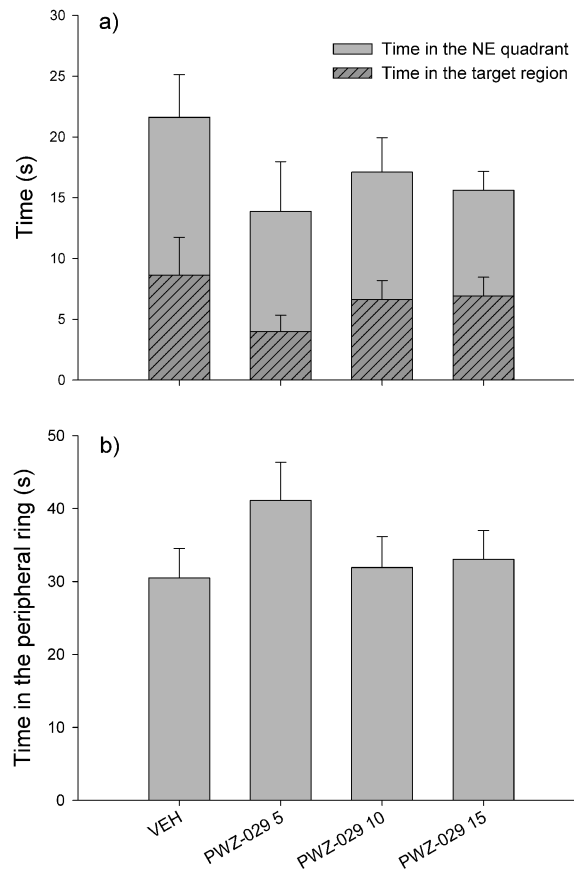 a)
Time in the NE quadrant
Time in the target region
Time (s)
30
25
20
15
10
5
0
b)
Time in the peripheral ring (s)
50
40
30
20
10
0
VEH
PWZ-029 5
PWZ-029 10
PWZ-029 15